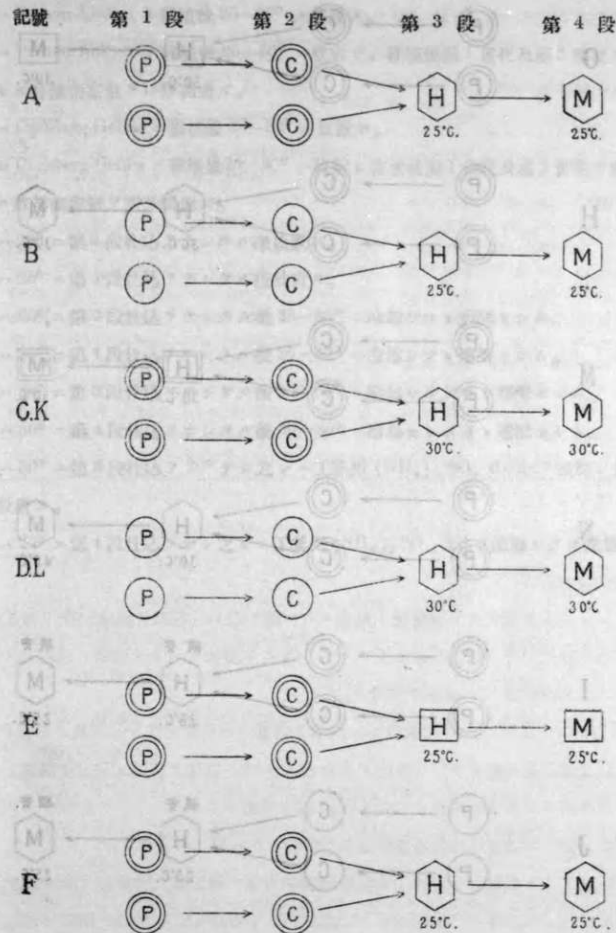 記號 第1段 第2段 第3段 第4段
P C
A H M
P C
25°C. 25°C.
P C
B H M
P C
25°C. 25°C.
P C
C.K H M
P C
30°C. 30°C.
P C
D.L H M
P C
30°C 30°C.
P C
E H M
P C
25°C. 25°C.
P C
F H M
P C
25°C. 25°C.